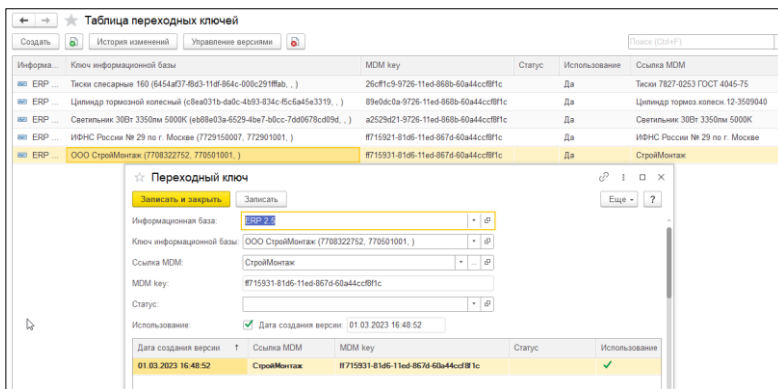 Таблица переходных ключей
Создать История изменений Управление версиями Поиск (Ctrl+F)
Информа... Ключ информационной базы MDM key Статус Использование Ссылка MDM
ERP ... Тиски слесарные 160 (6454af37-f8d3-11df-864c-000c291fffab, , ) 26cff1c9-9726-11ed-868b-60a44ccf8f1c Да Тиски 7827-0253 ГОСТ 4045-75
ERP ... Цилиндр тормозной колесный (c8ea031b-da0c-4b93-834c-f5c6a45e3319, , ) 89e0dc0a-9726-11ed-868b-60a44ccf8f1c Да Цилиндр тормоз.колесн.12-3509040
ERP ... Светильник 30Вт 3350лм 5000К (eb88e03a-6529-4be7-b0cc-7dd0678cd09d, , ) a2529d21-9726-11ed-868b-60a44ccf8f1c Да Светильник 30Вт 3350лм 5000К
ERP ... ИФНС России № 29 по г. Москве (7729150007, 772901001, ) ff715921-81d6-11ed-867d-60a44ccf8f1c Да ИФНС России № 29 по г. Москве
ERP ... ООО СтройМонтаж (7708322752, 770501001, ) ff715931-81d6-11ed-867d-60a44ccf8f1c Да СтройМонтаж
Переходный ключ
Записать и закрыть Записать Еще ?
Информационная база: ERP 2.5
Ключ информационной базы: ООО СтройМонтаж (7708322752, 770501001, )
Ссылка MDM: СтройМонтаж ...
MDM key: ff715931-81d6-11ed-867d-60a44ccf8f1c
Статус:
Использование: Дата создания версии: 01.03.2023 16:48:52
Дата создания версии ↑ Ссылка MDM MDM key Статус Использование
01.03.2023 16:48:52 СтройМонтаж ff715931-81d6-11ed-867d-60a44ccf8f1c